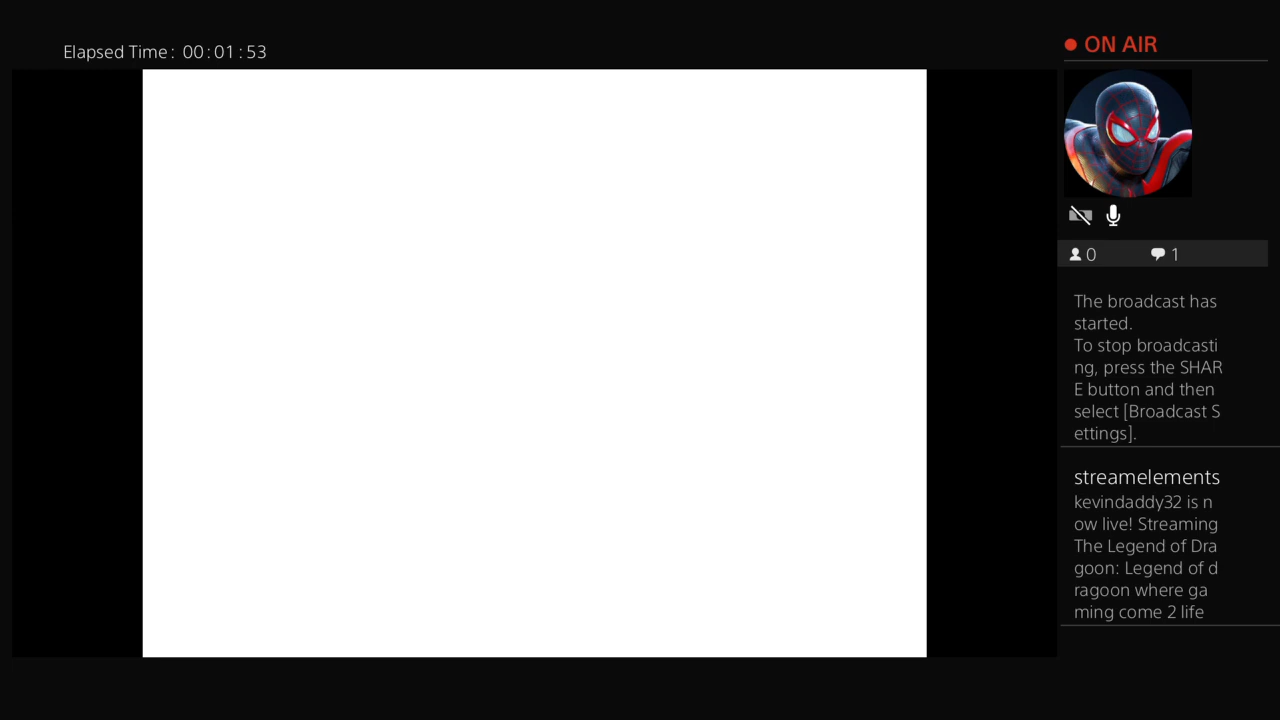 Elapsed Time: 00:01:53
ON AIR
0 1
The broadcast has
started.
To stop broadcasti
ng, press the SHAR
E button and then
select [Broadcast S
ettings].
streamelements
kevindaddy32 is n
ow live! Streaming
The Legend of Dra
goon: Legend of d
ragoon where ga
ming come 2 life